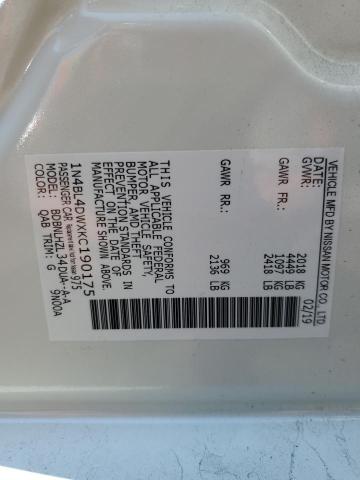 VEHICLE MFD BY NISSAN MOTOR CO. LTD.
DATE: 02/19
GVWR: 2018 KG 4449 LB
GAWR FR.: 1097 KG 2418 LB
GAWR RR.: 969 KG 2136 LB
THIS VEHICLE CONFORMS TO
ALL APPLICABLE FEDERAL
MOTOR VEHICLE SAFETY,
BUMPER, AND THEFT
PREVENTION STANDARDS IN
EFFECT ON THE DATE OF
MANUFACTURE SHOWN ABOVE.
1N4BL4DVXKC190175
PASSENGER CAR 975
MODEL: BDBNLHZL34DUA--A-A
COLOR: QAB TRIM: G 9N00A